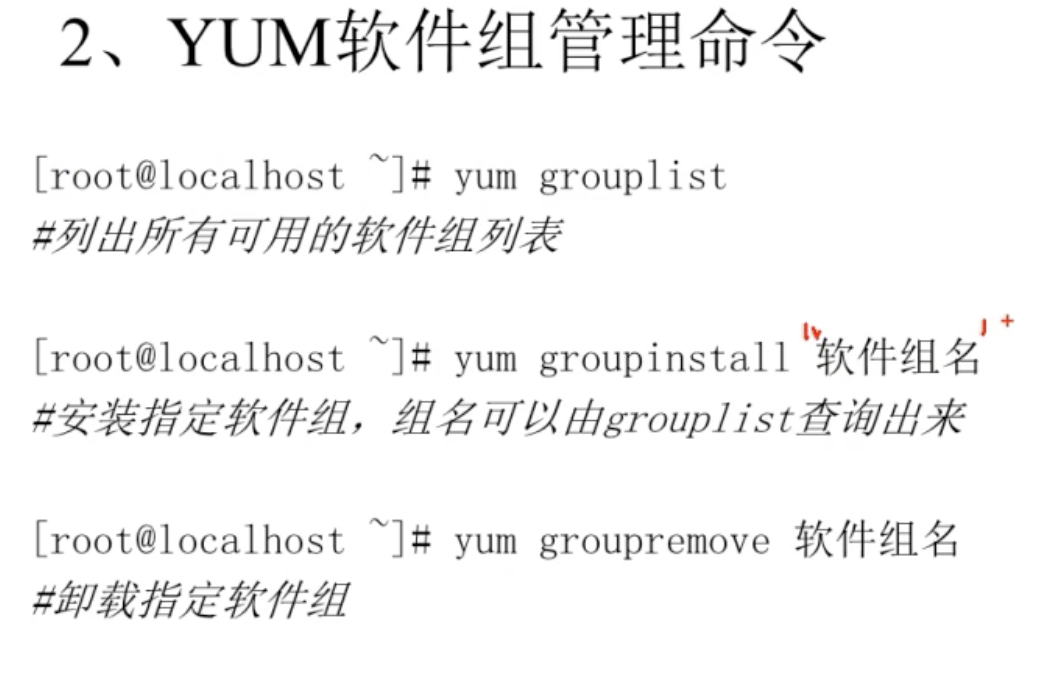 2、YUM软件组管理命令
[root@localhost ~]# yum grouplist
#列出所有可用的软件组列表
[root@localhost ~]# yum groupinstall 软件组名
#安装指定软件组，组名可以由grouplist查询出来
[root@localhost ~]# yum groupremove 软件组名
#卸载指定软件组